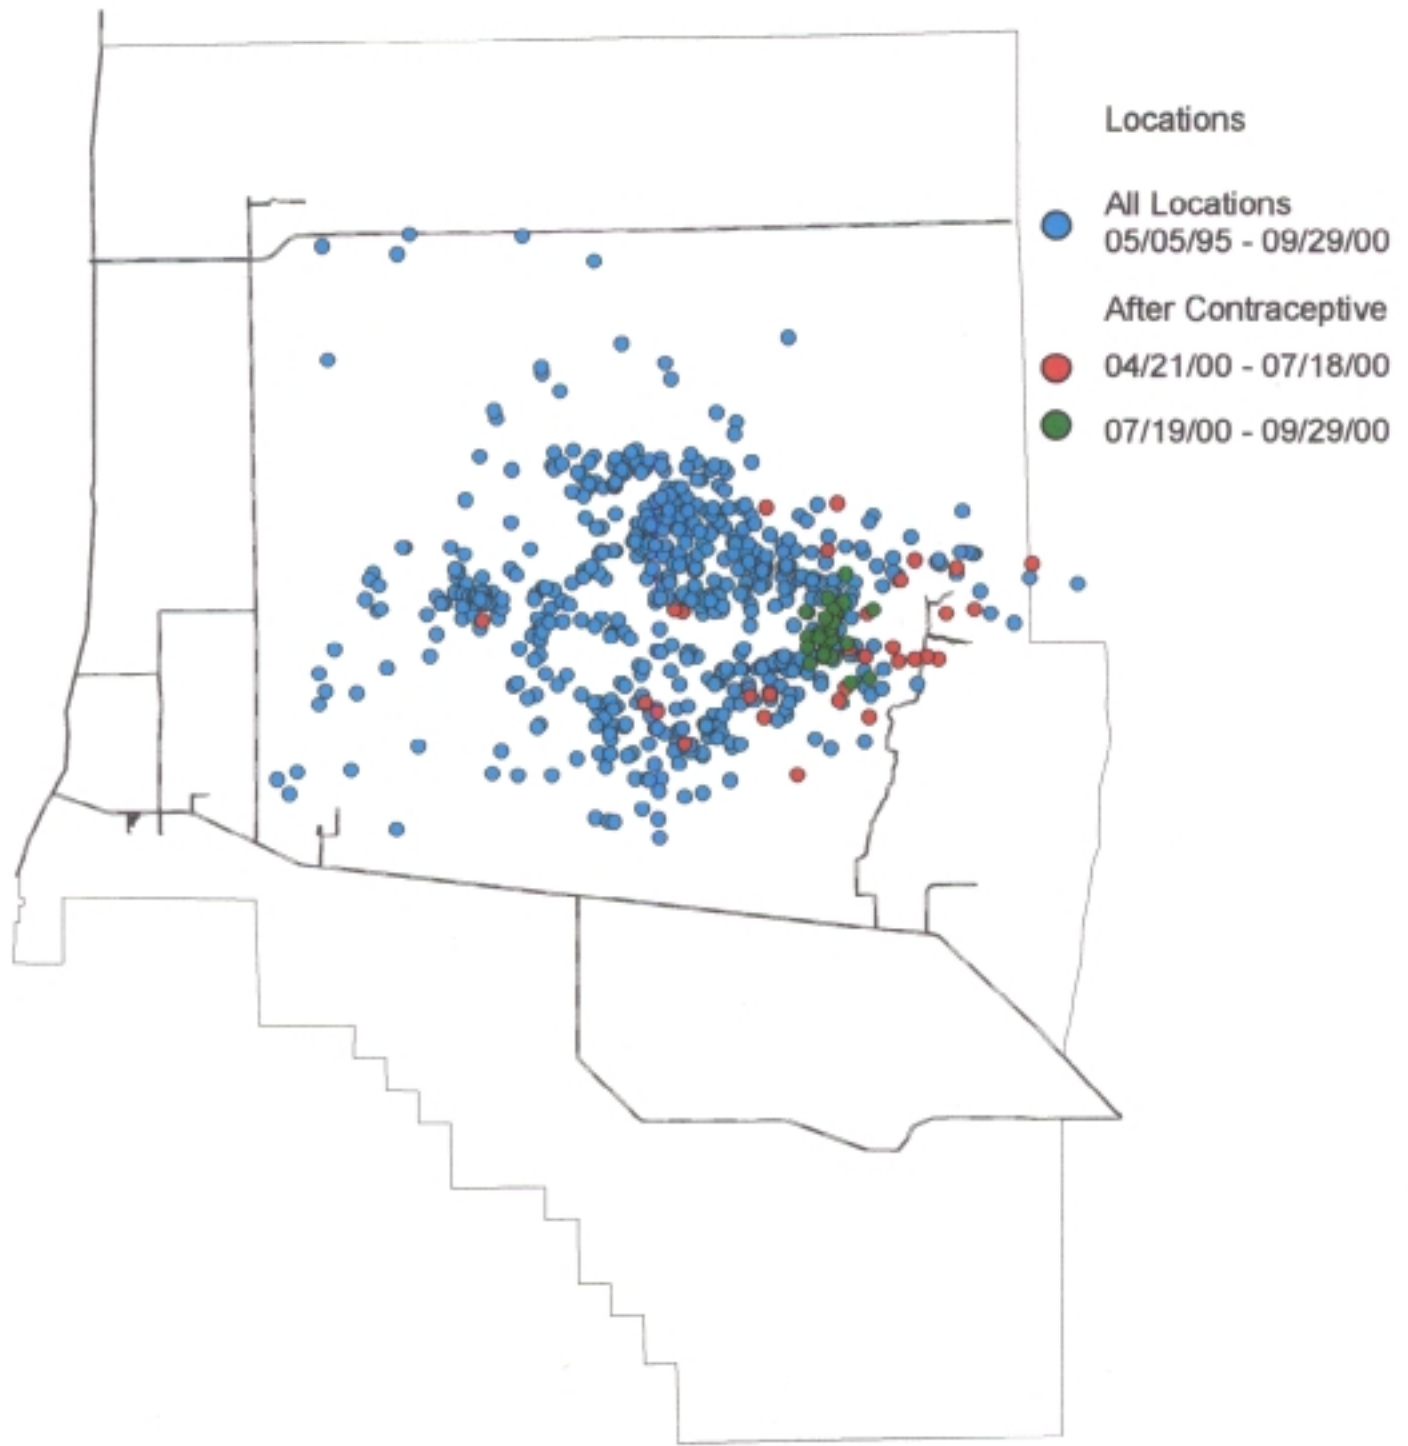 Locations
All Locations
05/05/95 - 09/29/00
After Contraceptive
04/21/00 - 07/18/00
07/19/00 - 09/29/00